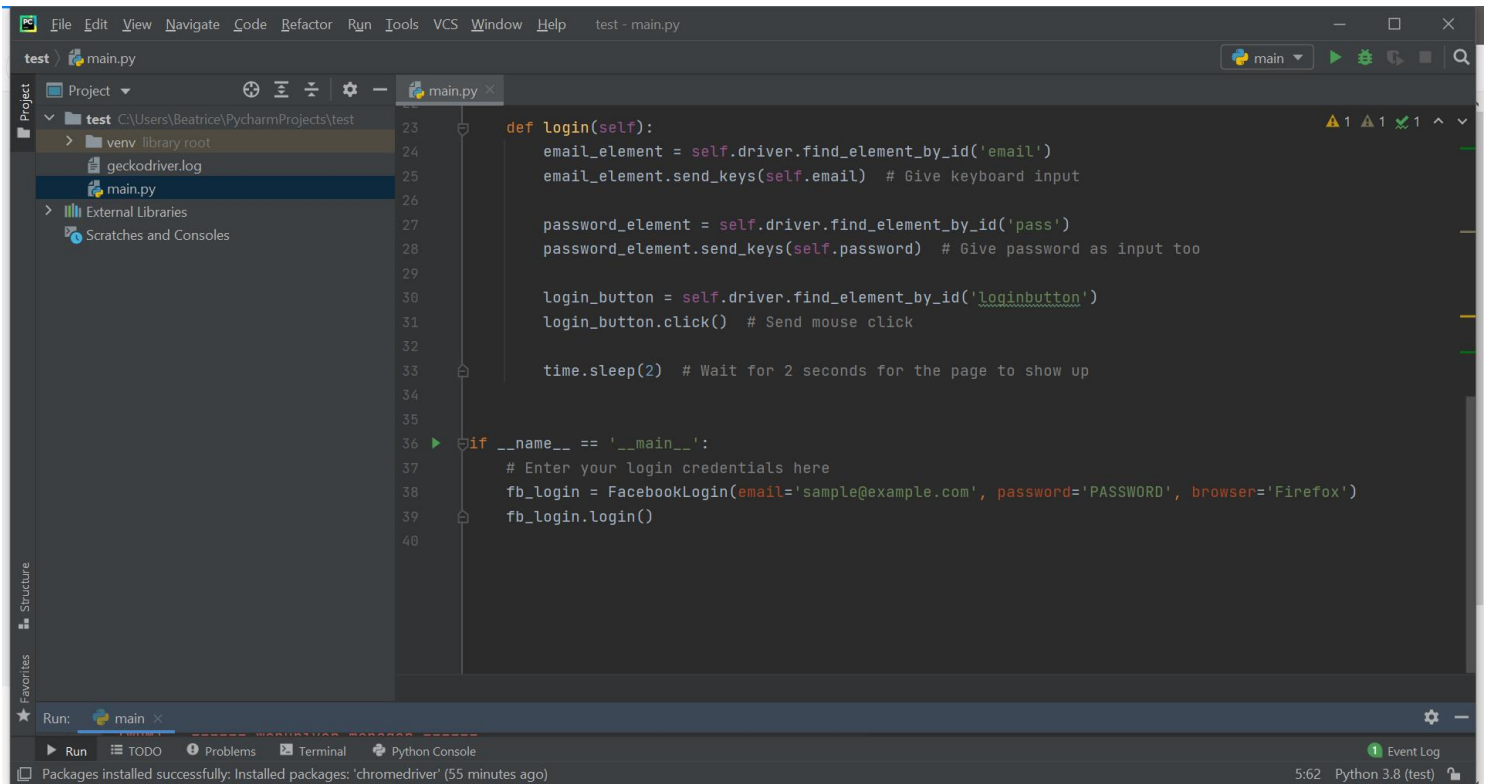 File Edit View Navigate Code Refactor Run Tools VCS Window Help test - main.py
test main.py main
Project main.py
test C:\Users\Beatrice\PycharmProjects\test
venv library root
geckodriver.log
main.py
External Libraries
Scratches and Consoles
Project
Structure
Favorites
1 1 1
23 def login(self):
24 email_element = self.driver.find_element_by_id('email')
25 email_element.send_keys(self.email) # Give keyboard input
26
27 password_element = self.driver.find_element_by_id('pass')
28 password_element.send_keys(self.password) # Give password as input too
29
30 login_button = self.driver.find_element_by_id('loginbutton')
31 login_button.click() # Send mouse click
32
33 time.sleep(2) # Wait for 2 seconds for the page to show up
34
35
36 if __name__ == '__main__':
37 # Enter your login credentials here
38 fb_login = FacebookLogin(email='sample@example.com', password='PASSWORD', browser='Firefox')
39 fb_login.login()
40
Run: main
Run TODO Problems Terminal Python Console 1 Event Log
Packages installed successfully: Installed packages: 'chromedriver' (55 minutes ago) 5:62 Python 3.8 (test)